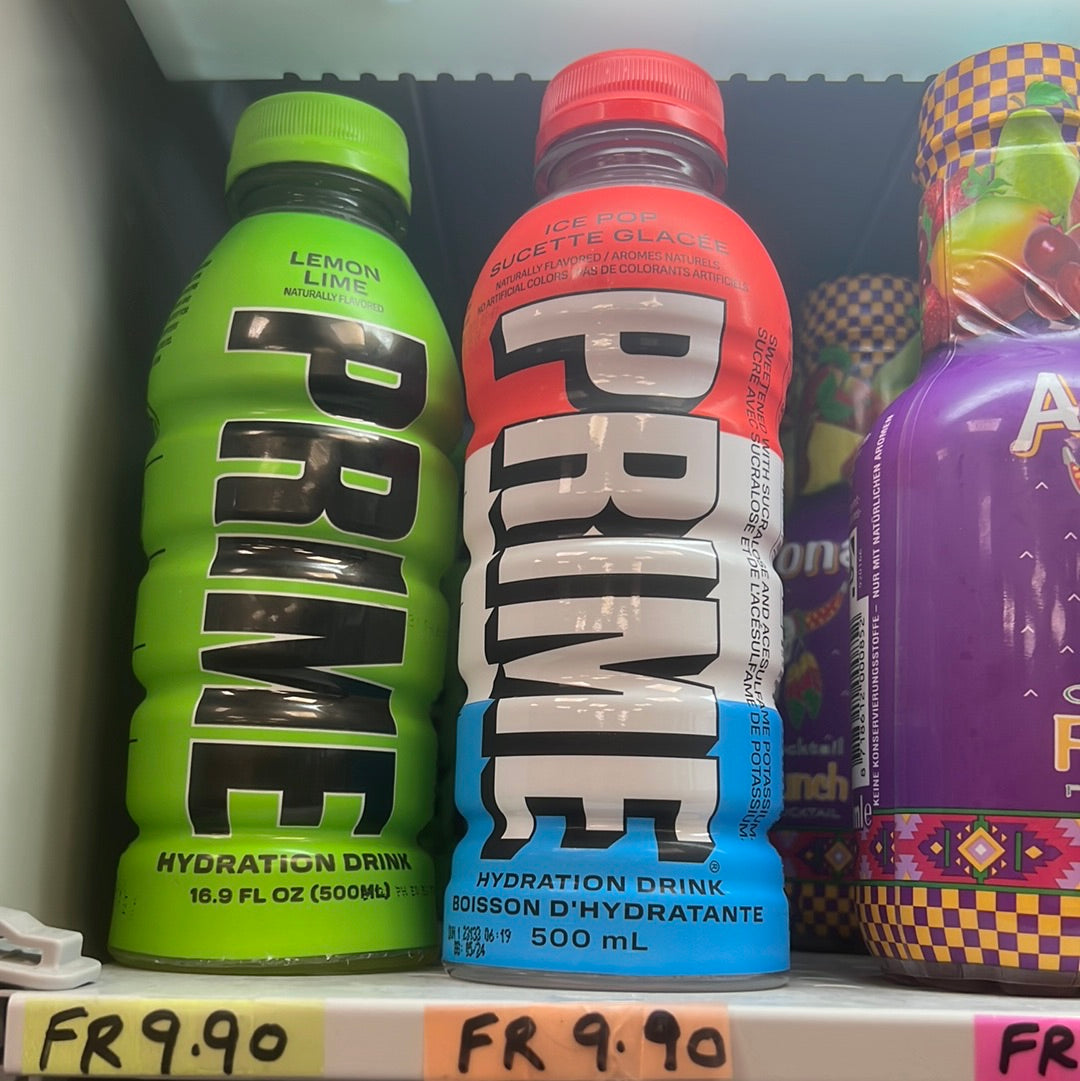 LEMON
LIME
NATURALLY FLAVORED
PRIME
HYDRATION DRINK
16.9 FL OZ (500mL)
ICE POP
SUCETTE GLACÉE
NATURALLY FLAVORED / AROMES NATURELS
NO ARTIFICIAL COLORS / PAS DE COLORANTS ARTIFICIELS
PRIME®
SWEETENED WITH SUCRALOSE AND ACESULFAME POTASSIUM
SUCRÉ AVEC SUCRALOSE ET DE L'ACÉSULFAME DE POTASSIUM
HYDRATION DRINK
BOISSON D'HYDRATANTE
500 mL
06:19
KEINE KONSERVIERUNGSSTOFFE – NUR MIT NATÜRLICHEN AROMEN
FR 9.90
FR 9.90
FR